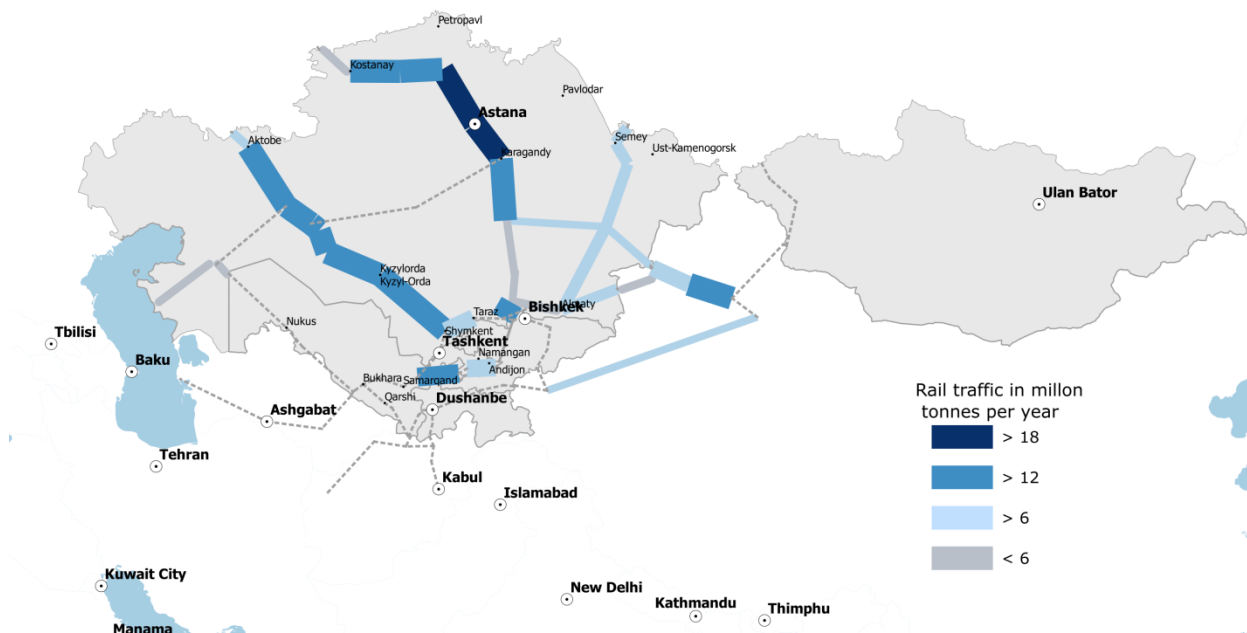 Petropavl
Kostanay
Pavlodar
Astana
Semey
Aktobe
Karagandy
Ust-Kamenogorsk
Ulan Bator
Kyzylorda
Kyzyl-Orda
Taraz
Almaty
Bishkek
Nukus
Shymkent
Tbilisi
Tashkent
Namangan
Andijon
Baku
Bukhara
Samarqand
Qarshi
Dushanbe
Ashgabat
Tehran
Kabul
Islamabad
Rail traffic in millon
tonnes per year
> 18
> 12
> 6
< 6
Kuwait City
New Delhi
Kathmandu
Thimphu
Manama